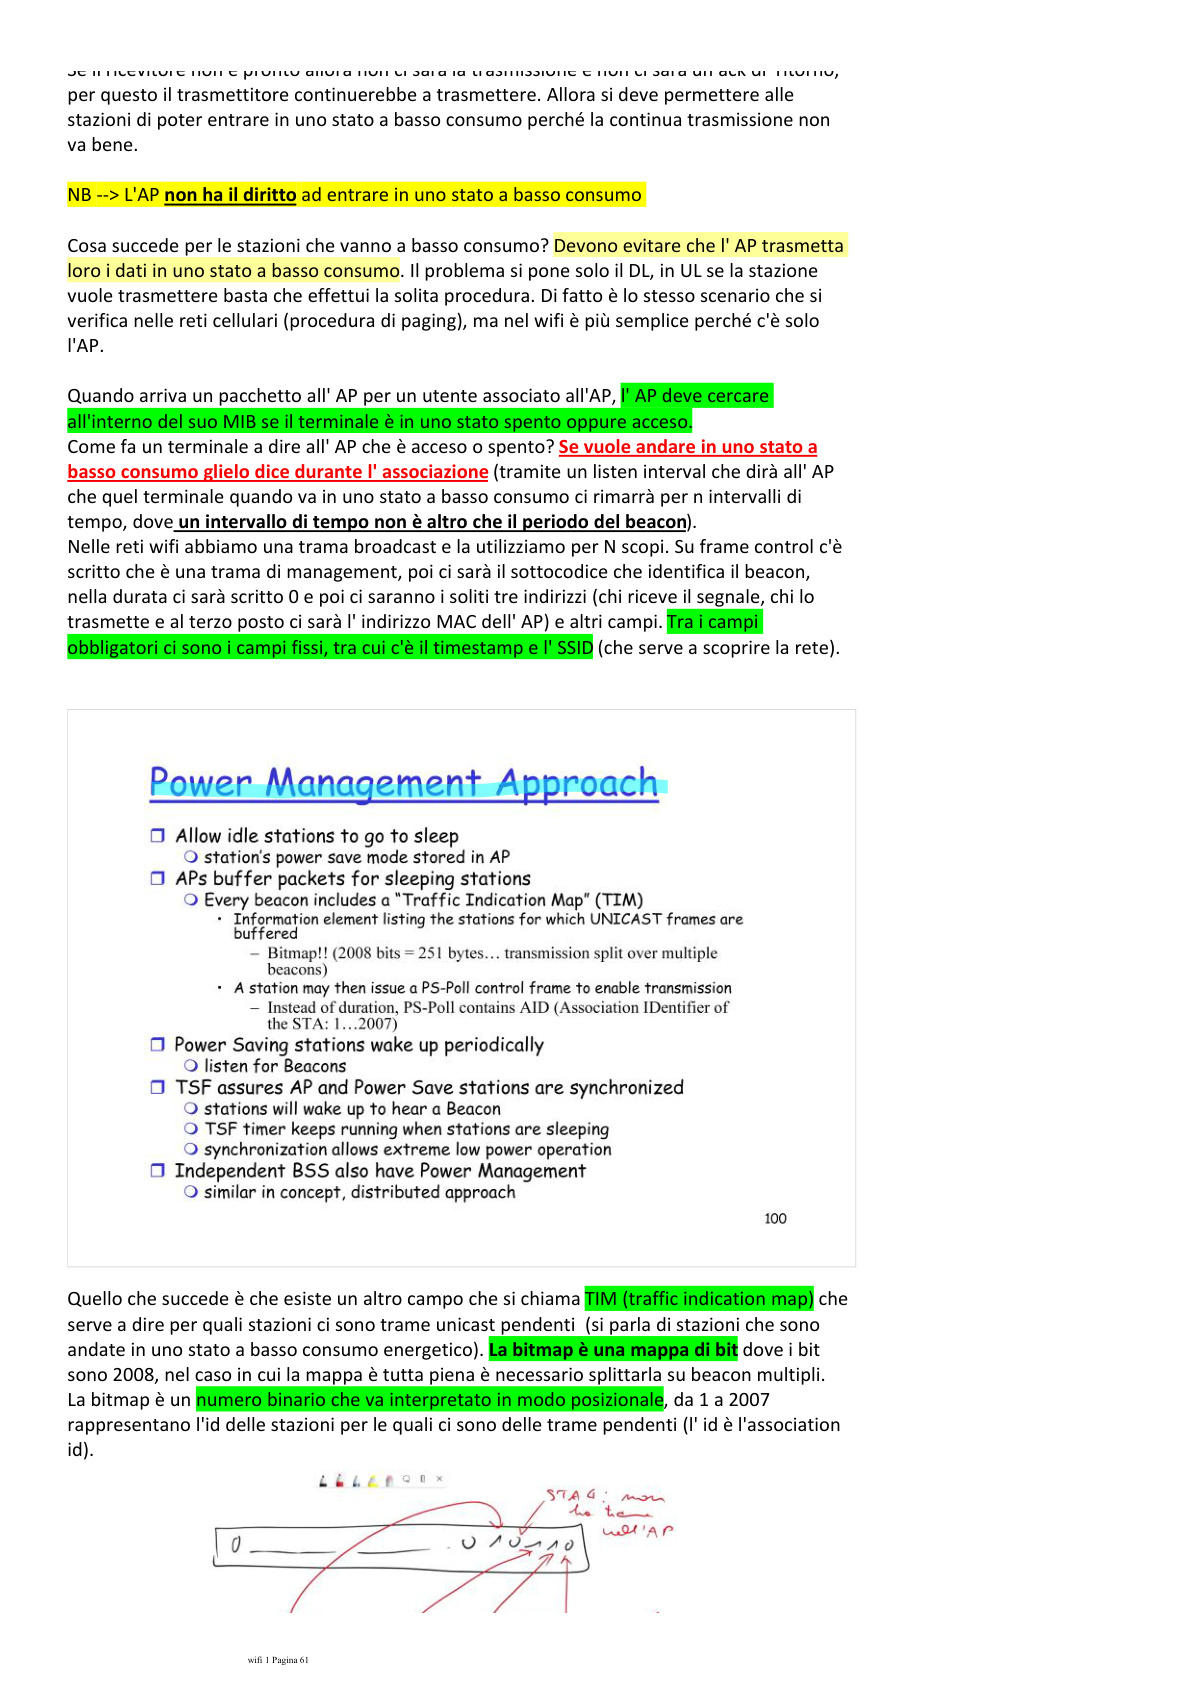 Se il ricevitore non è pronto allora non ci sarà la trasmissione e non ci sarà un ack di ritorno,
per questo il trasmettitore continuerebbe a trasmettere. Allora si deve permettere alle
stazioni di poter entrare in uno stato a basso consumo perché la continua trasmissione non
va bene.
NB --> L'AP non ha il diritto ad entrare in uno stato a basso consumo
Cosa succede per le stazioni che vanno a basso consumo? Devono evitare che l' AP trasmetta
loro i dati in uno stato a basso consumo. Il problema si pone solo il DL, in UL se la stazione
vuole trasmettere basta che effettui la solita procedura. Di fatto è lo stesso scenario che si
verifica nelle reti cellulari (procedura di paging), ma nel wifi è più semplice perché c'è solo
l'AP.
Quando arriva un pacchetto all' AP per un utente associato all'AP, l' AP deve cercare
all'interno del suo MIB se il terminale è in uno stato spento oppure acceso.
Come fa un terminale a dire all' AP che è acceso o spento? Se vuole andare in uno stato a
basso consumo glielo dice durante l' associazione (tramite un listen interval che dirà all' AP
che quel terminale quando va in uno stato a basso consumo ci rimarrà per n intervalli di
tempo, dove un intervallo di tempo non è altro che il periodo del beacon).
Nelle reti wifi abbiamo una trama broadcast e la utilizziamo per N scopi. Su frame control c'è
scritto che è una trama di management, poi ci sarà il sottocodice che identifica il beacon,
nella durata ci sarà scritto 0 e poi ci saranno i soliti tre indirizzi (chi riceve il segnale, chi lo
trasmette e al terzo posto ci sarà l' indirizzo MAC dell' AP) e altri campi. Tra i campi
obbligatori ci sono i campi fissi, tra cui c'è il timestamp e l' SSID (che serve a scoprire la rete).
Power Management Approach
❐ Allow idle stations to go to sleep
❍ station's power save mode stored in AP
❐ APs buffer packets for sleeping stations
❍ Every beacon includes a “Traffic Indication Map” (TIM)
· Information element listing the stations for which UNICAST frames are
buffered
– Bitmap!! (2008 bits = 251 bytes… transmission split over multiple
beacons)
· A station may then issue a PS-Poll control frame to enable transmission
– Instead of duration, PS-Poll contains AID (Association IDentifier of
the STA: 1…2007)
❐ Power Saving stations wake up periodically
❍ listen for Beacons
❐ TSF assures AP and Power Save stations are synchronized
❍ stations will wake up to hear a Beacon
❍ TSF timer keeps running when stations are sleeping
❍ synchronization allows extreme low power operation
❐ Independent BSS also have Power Management
❍ similar in concept, distributed approach
100
Quello che succede è che esiste un altro campo che si chiama TIM (traffic indication map) che
serve a dire per quali stazioni ci sono trame unicast pendenti  (si parla di stazioni che sono
andate in uno stato a basso consumo energetico). La bitmap è una mappa di bit dove i bit
sono 2008, nel caso in cui la mappa è tutta piena è necessario splittarla su beacon multipli.
La bitmap è un numero binario che va interpretato in modo posizionale, da 1 a 2007
rappresentano l'id delle stazioni per le quali ci sono delle trame pendenti (l' id è l'association
id).
non
ho trame
nell'AP
0 0 1 0 1 1 0
wifi 1 Pagina 61